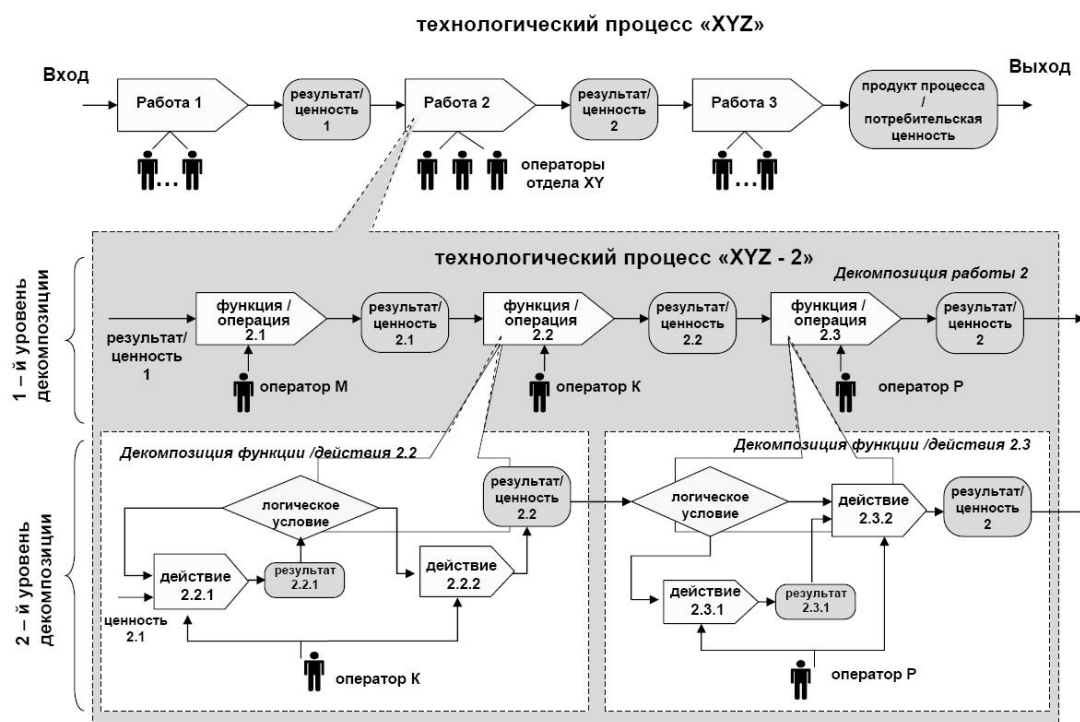 технологический процесс «XYZ»
Вход
Выход
Работа 1
результат/
ценность
1
Работа 2
результат/
ценность
2
Работа 3
продукт процесса
/
потребительская
ценность
...
операторы
отдела XY
...
1 – й уровень
декомпозиции
технологический процесс «XYZ - 2»
Декомпозиция работы 2
результат/
ценность
1
функция /
операция
2.1
результат/
ценность
2.1
функция /
операция
2.2
результат/
ценность
2.2
функция /
операция
2.3
результат/
ценность
2
оператор М
оператор К
оператор Р
2 – й уровень
декомпозиции
Декомпозиция функции /действия 2.2
логическое
условие
результат/
ценность
2.2
действие
2.2.1
результат
2.2.1
действие
2.2.2
ценность
2.1
оператор К
Декомпозиция функции /действия 2.3
логическое
условие
действие
2.3.2
результат/
ценность
2
действие
2.3.1
результат
2.3.1
оператор Р